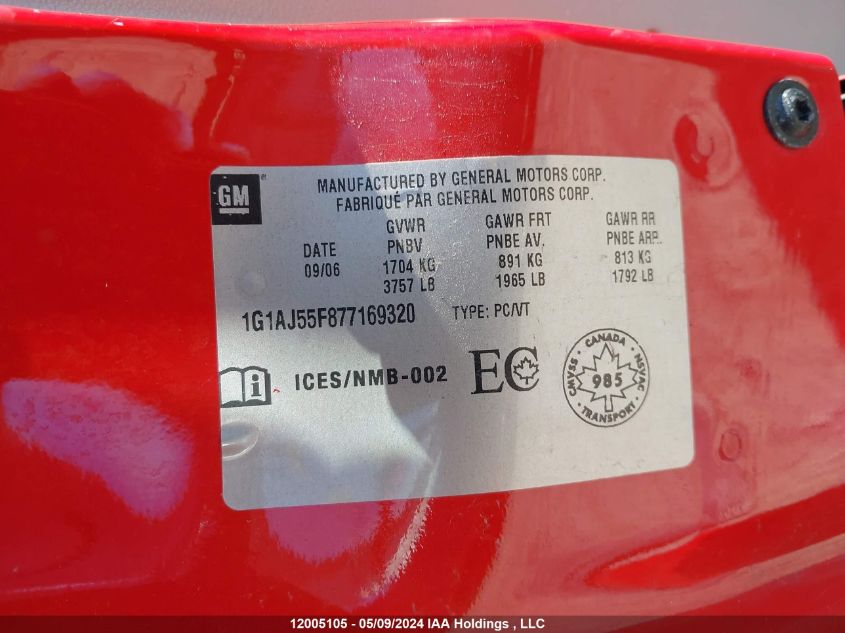 GM
MANUFACTURED BY GENERAL MOTORS CORP.
FABRIQUÉ PAR GENERAL MOTORS CORP.
GVWR GAWR FRT GAWR RR
DATE PNBV PNBE AV. PNBE ARR.
09/06 1704 KG 891 KG 813 KG
3757 LB 1965 LB 1792 LB
1G1AJ55F877169320 TYPE: PC/VT
i ICES/NMB-002 EC
CANADA
CMVSS 985 NSVAC
TRANSPORT
12005105 - 05/09/2024 IAA Holdings , LLC